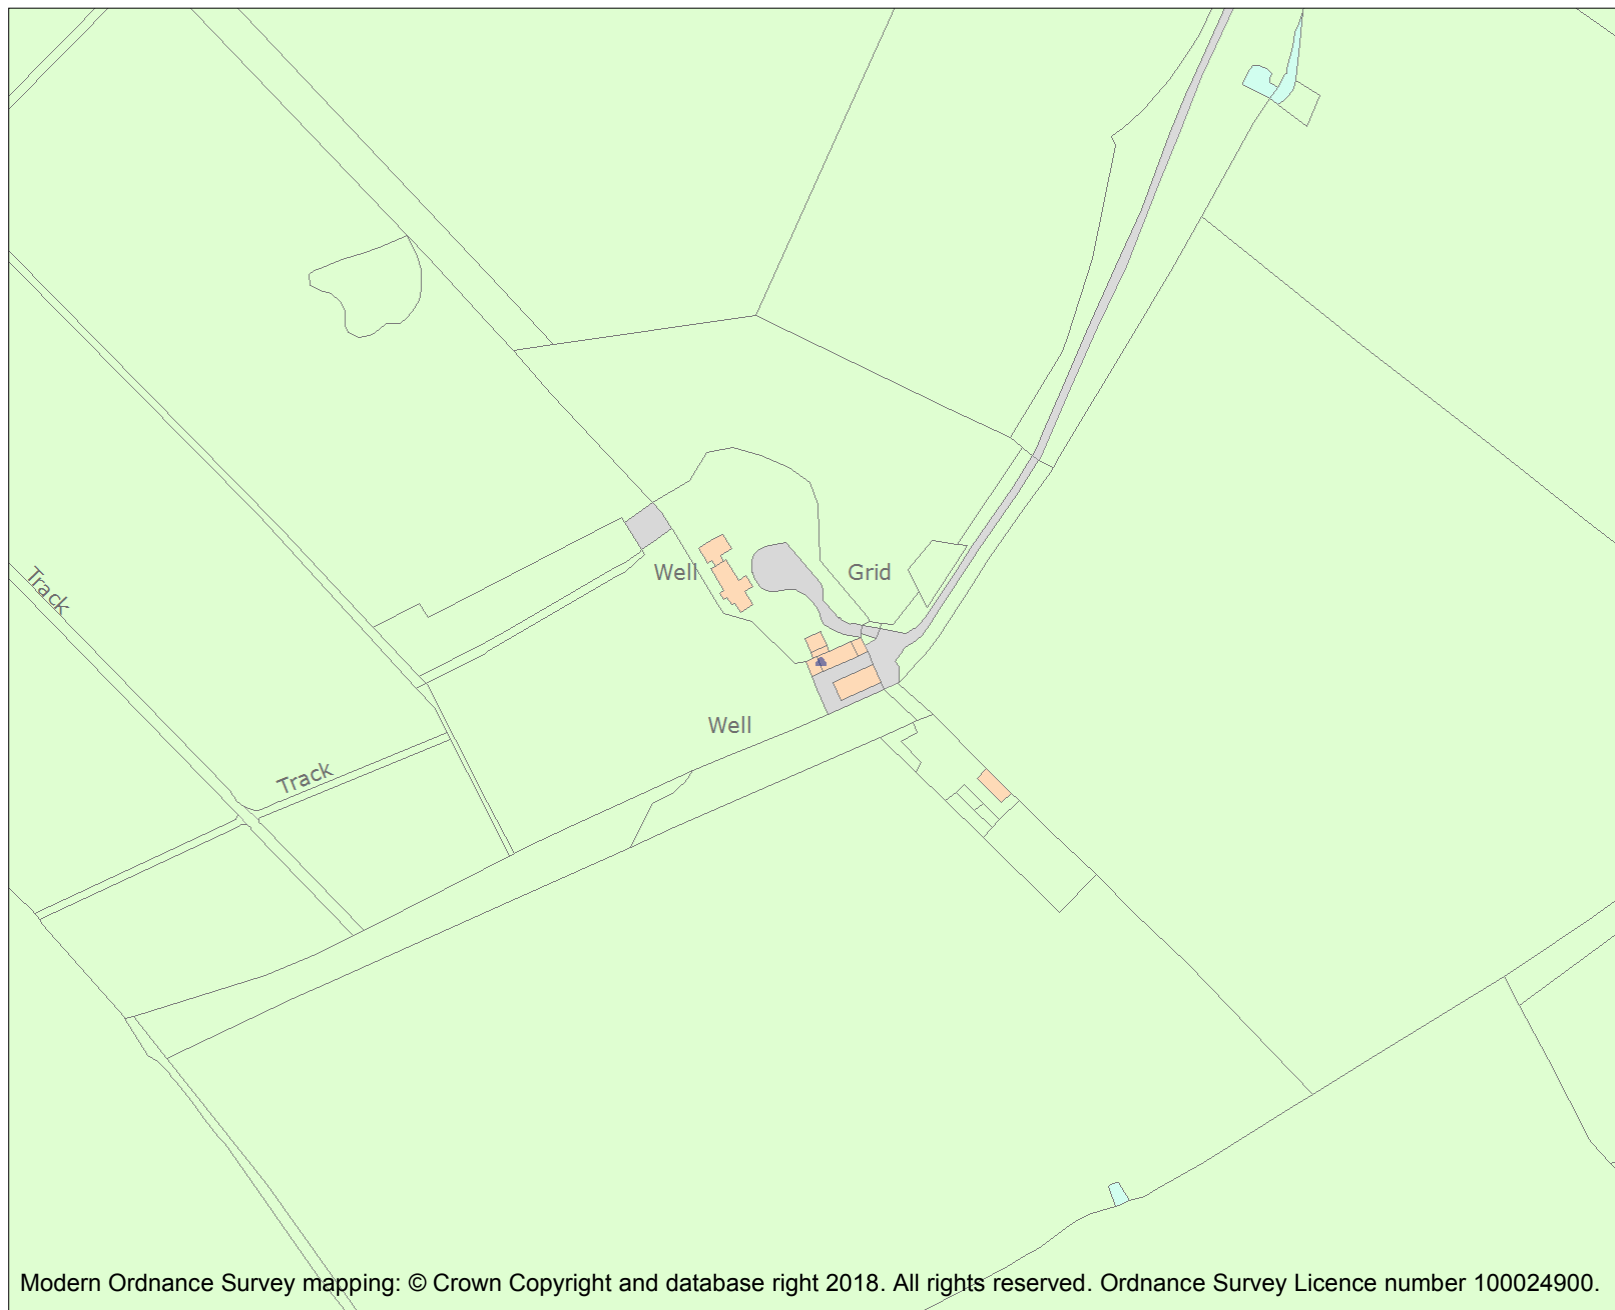 Well
Grid
Track
Well
Track
Modern Ordnance Survey mapping: © Crown Copyright and database right 2018. All rights reserved. Ordnance Survey Licence number 100024900.